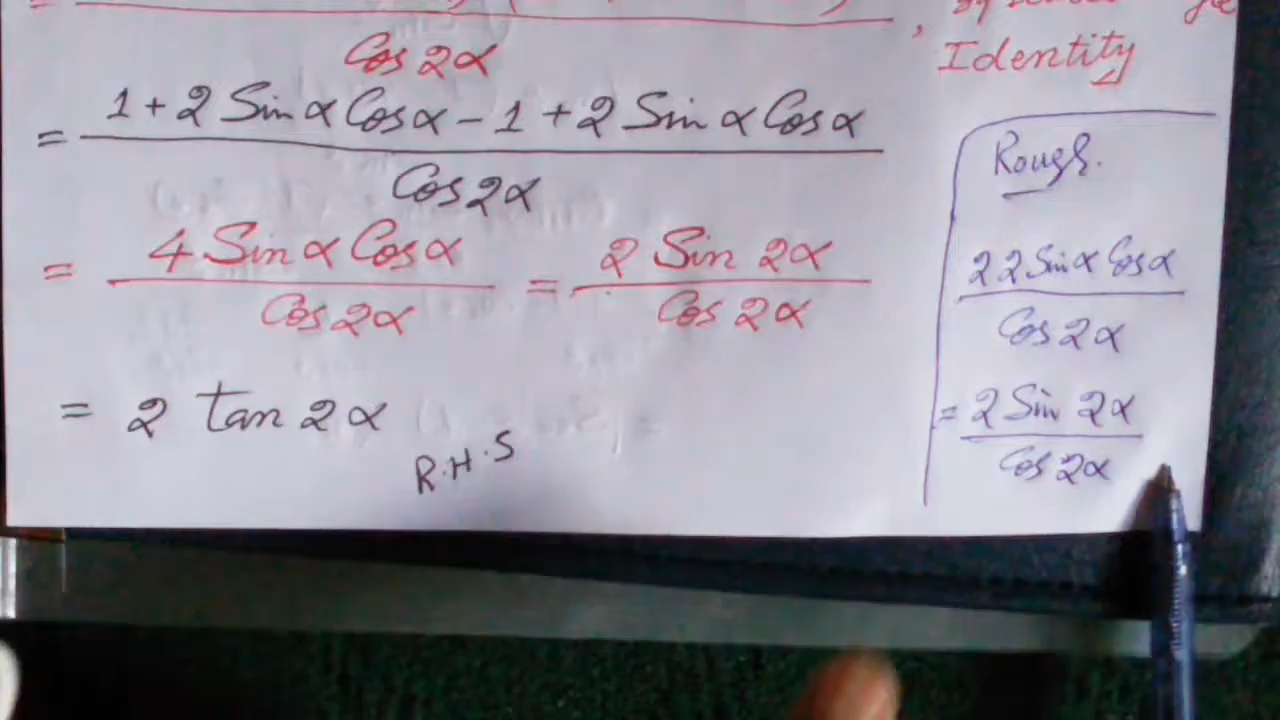 Cos 2α
Identity
1 + 2 Sin α Cos α - 1 + 2 Sin α Cos α
=
Cos 2α
= 4 Sin α Cos α = 2 Sin 2α
Cos 2α Cos 2α
= 2 tan 2α
R.H.S
Rough.
2 2 Sin α Cos α
Cos 2α
= 2 Sin 2α
Cos 2α